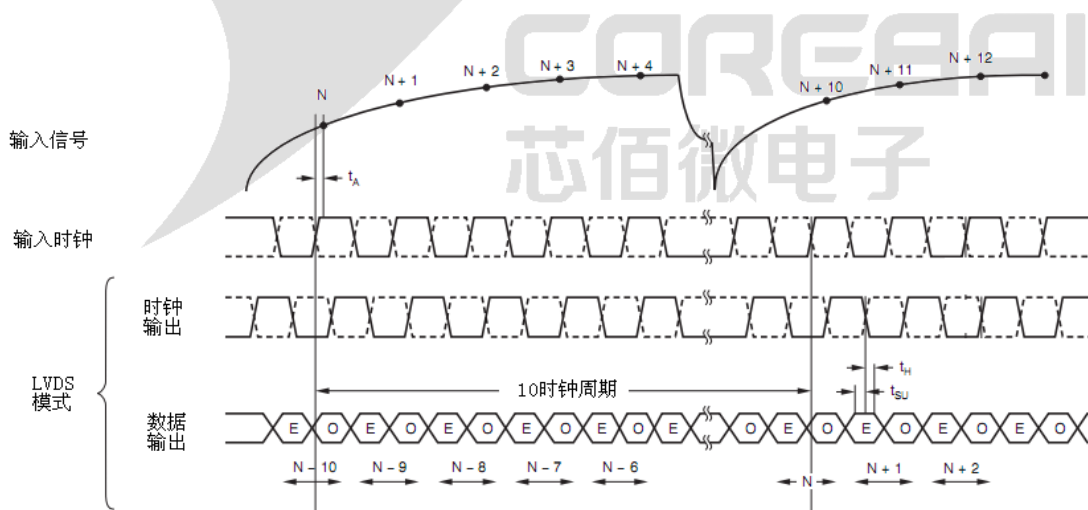 COREBAI
芯佰微电子
N
N + 1
N + 2
N + 3
N + 4
N + 10
N + 11
N + 12
输入信号
tA
输入时钟
时钟
输出
LVDS
模式
10时钟周期
tH
tSU
数据
输出
E O E O E O E O E O E O E O E O E O E O
N – 10
N – 9
N – 8
N – 7
N – 6
N
N + 1
N + 2